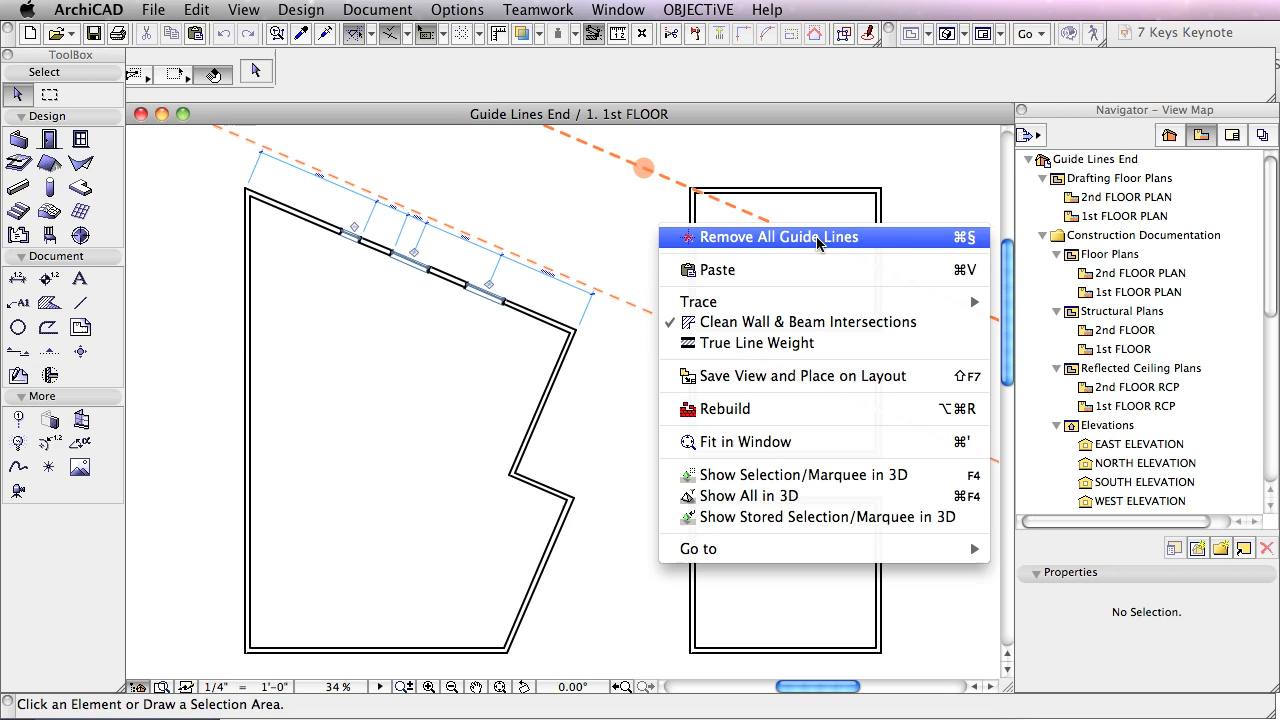 ArchiCAD File Edit View Design Document Options Teamwork Window OBJECTiVE Help
Go
7 Keys Keynote
ToolBox
Select
Design
Document
A
A1
1.2
More
1.2
Guide Lines End / 1. 1st FLOOR
Remove All Guide Lines ⌘§
Paste ⌘V
Trace
✓ Clean Wall & Beam Intersections
True Line Weight
Save View and Place on Layout ⇧F7
Rebuild ⌥⌘R
Fit in Window ⌘'
Show Selection/Marquee in 3D F4
Show All in 3D ⌘F4
Show Stored Selection/Marquee in 3D
Go to
1/4" = 1'-0" 34 % 0.00°
Click an Element or Draw a Selection Area.
Navigator - View Map
Guide Lines End
Drafting Floor Plans
2nd FLOOR PLAN
1st FLOOR PLAN
Construction Documentation
Floor Plans
2nd FLOOR PLAN
1st FLOOR PLAN
Structural Plans
2nd FLOOR
1st FLOOR
Reflected Ceiling Plans
2nd FLOOR RCP
1st FLOOR RCP
Elevations
EAST ELEVATION
NORTH ELEVATION
SOUTH ELEVATION
WEST ELEVATION
Properties
No Selection.